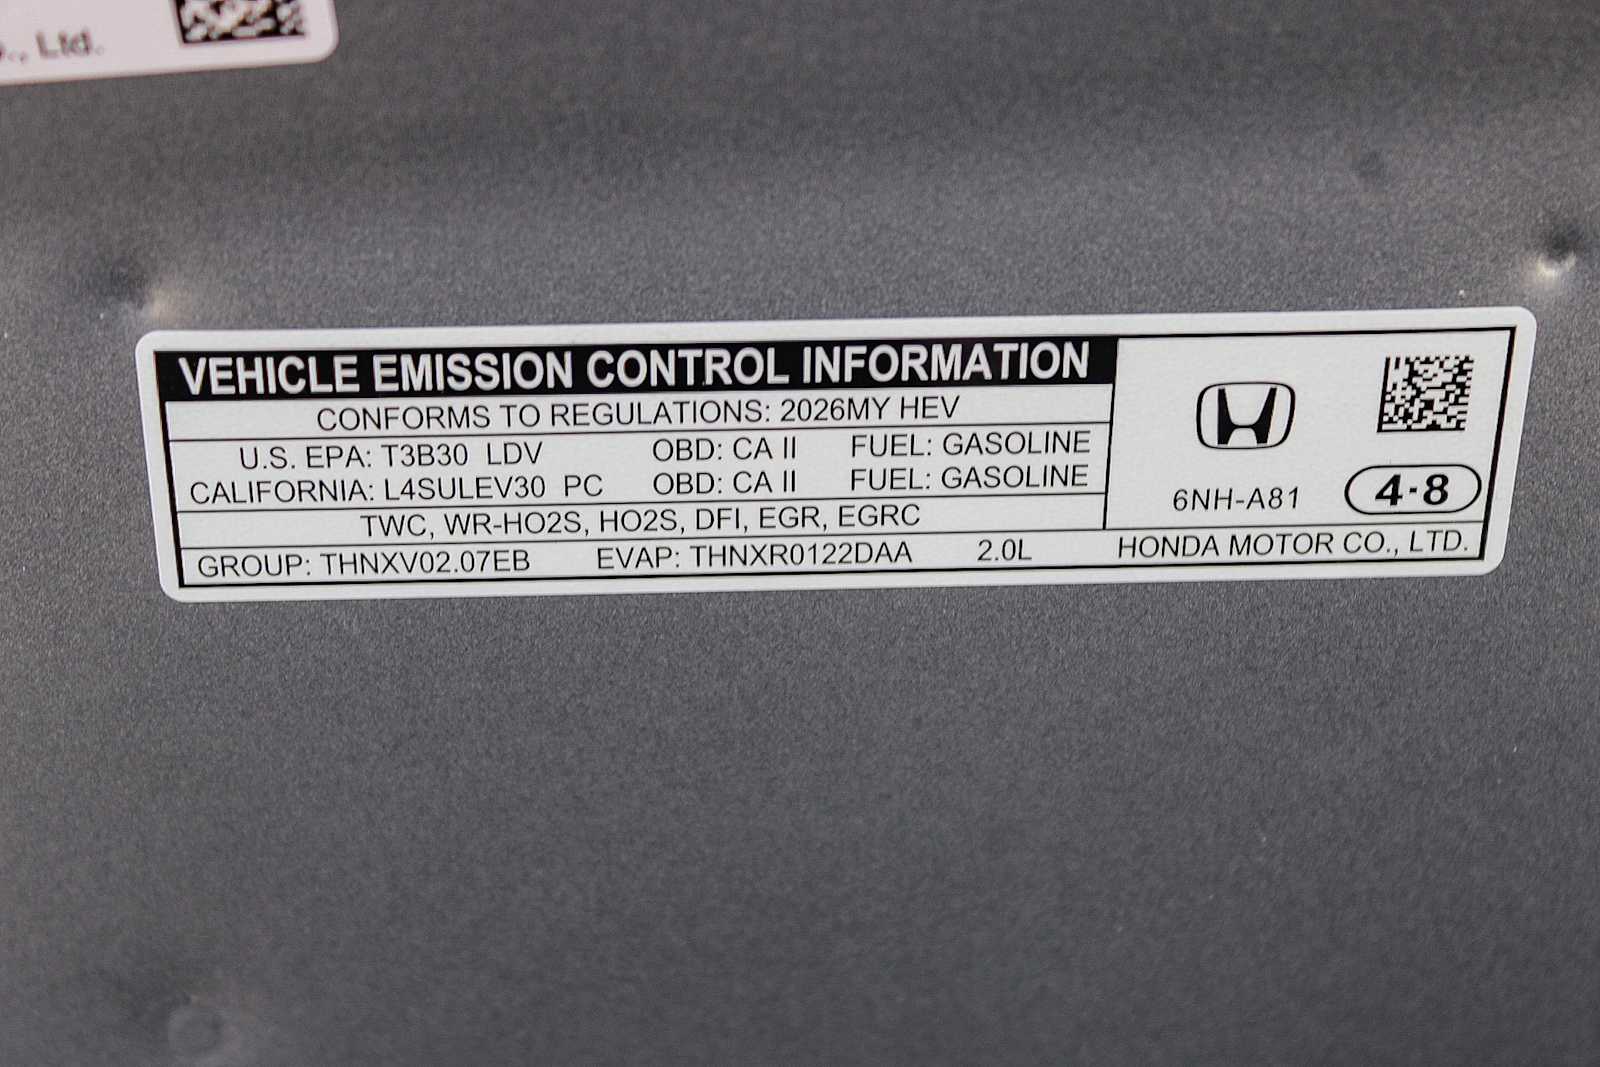 Ltd.
VEHICLE EMISSION CONTROL INFORMATION
CONFORMS TO REGULATIONS: 2026MY HEV
U.S. EPA: T3B30 LDV OBD: CA II FUEL: GASOLINE
CALIFORNIA: L4SULEV30 PC OBD: CA II FUEL: GASOLINE
TWC, WR-HO2S, HO2S, DFI, EGR, EGRC
GROUP: THNXV02.07EB EVAP: THNXR0122DAA 2.0L
6NH-A81
4·8
HONDA MOTOR CO., LTD.